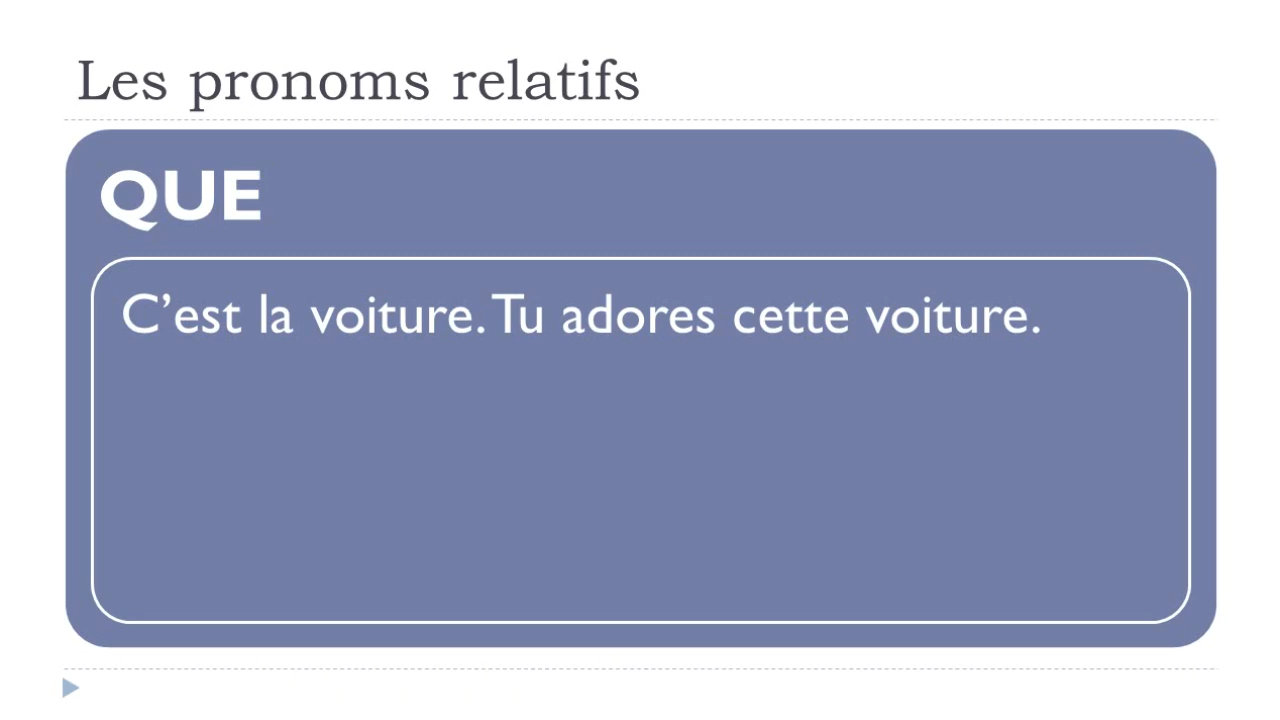 Les pronoms relatifs
QUE
C’est la voiture. Tu adores cette voiture.